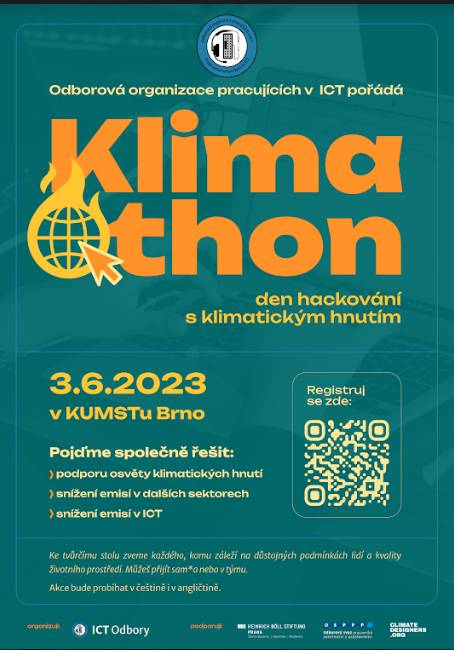 Odborová organizace pracujících v ICT pořádá
Klima
thon
den hackování
s klimatickým hnutím
3.6.2023
v KUMSTu Brno
Registruj
se zde:
Pojďme společně řešit:
podporu osvěty klimatických hnutí
snížení emisí v dalších sektorech
snížení emisí v ICT
Ke tvůrčímu stolu zveme každého, komu záleží na důstojných podmínkách lidí a kvality
životního prostředí. Můžeš přijít sam*a nebo v týmu.
Akce bude probíhat v češtině i v angličtině.
organizují:
ICT Odbory
podporují:
HEINRICH BÖLL STIFTUNG
PRAHA
OSPPP
CLIMATE
DESIGNERS
.ORG